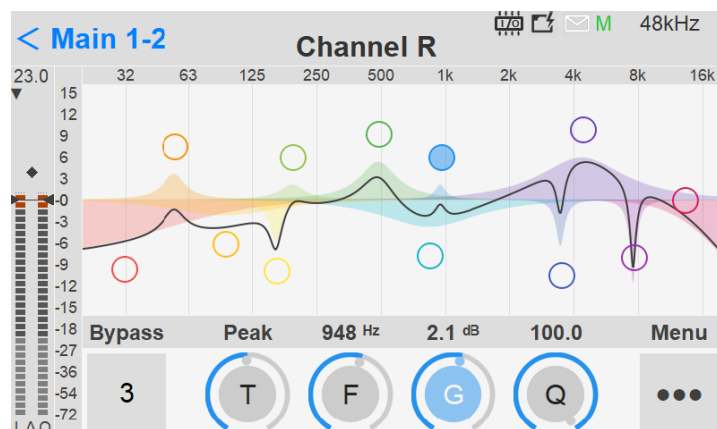 < Main 1-2
Channel R
I/O
M
48kHz
23.0
32 63 125 250 500 1k 2k 4k 8k 16k
15
12
9
6
3
-0
-3
-6
-9
-12
-15
-18
-27
-36
-54
-72
Bypass Peak 948 Hz 2.1 dB 100.0 Menu
3 T F G Q •••